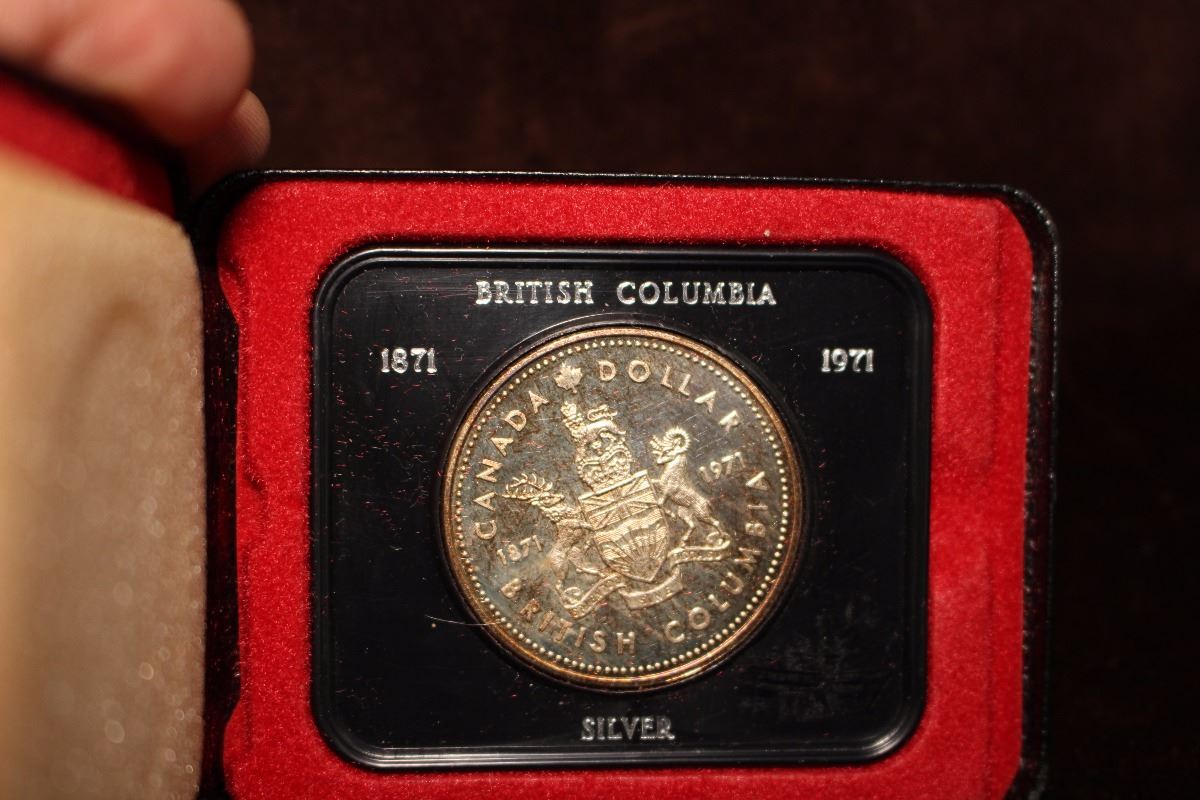 BRITISH COLUMBIA
1871 1971
CANADA DOLLAR
1871 1971
BRITISH COLUMBIA
SILVER